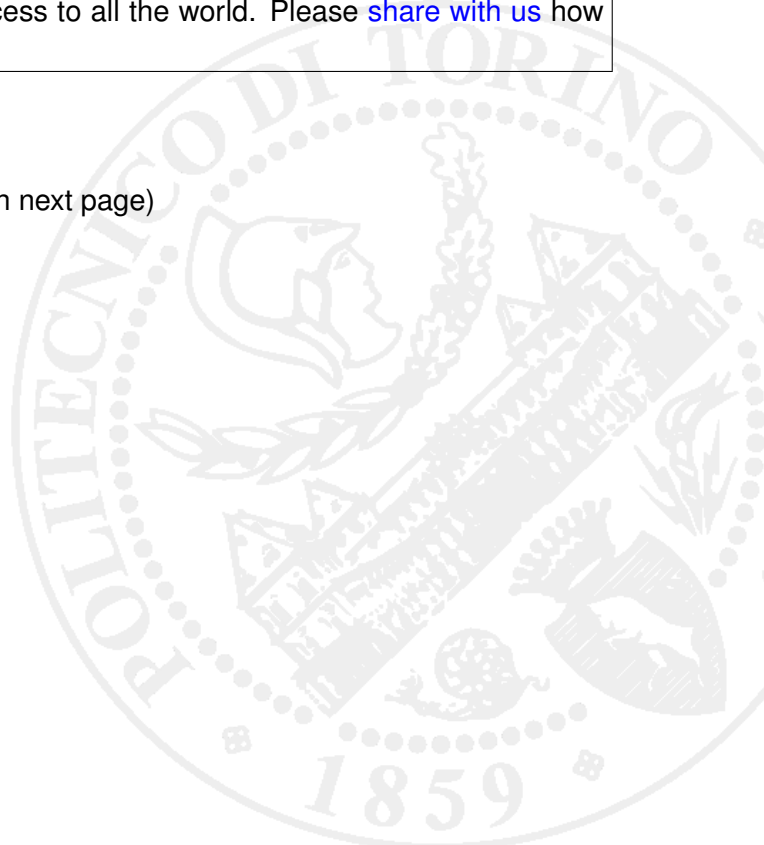 cess to all the world. Please share with us how
n next page)
POLITECNICO DI TORINO
1859